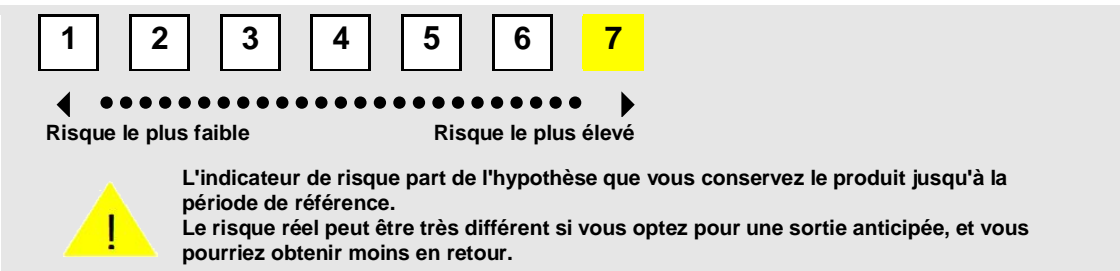 1 2 3 4 5 6 7
Risque le plus faible Risque le plus élevé
L'indicateur de risque part de l'hypothèse que vous conservez le produit jusqu'à la
période de référence.
Le risque réel peut être très différent si vous optez pour une sortie anticipée, et vous
pourriez obtenir moins en retour.
!